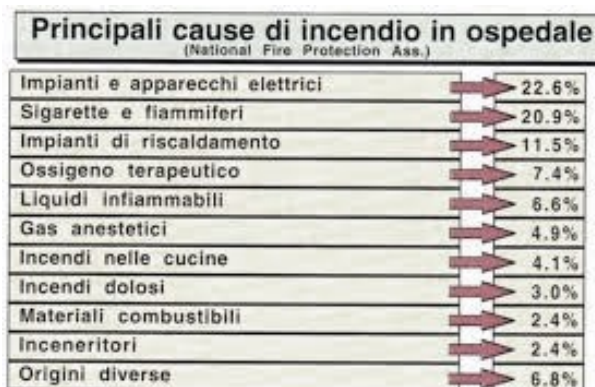 Principali cause di incendio in ospedale
(National Fire Protection Ass.)
Impianti e apparecchi elettrici 22.6%
Sigarette e fiammiferi 20.9%
Impianti di riscaldamento 11.5%
Ossigeno terapeutico 7.4%
Liquidi infiammabili 6.6%
Gas anestetici 4.9%
Incendi nelle cucine 4.1%
Incendi dolosi 3.0%
Materiali combustibili 2.4%
Inceneritori 2.4%
Origini diverse 6.8%